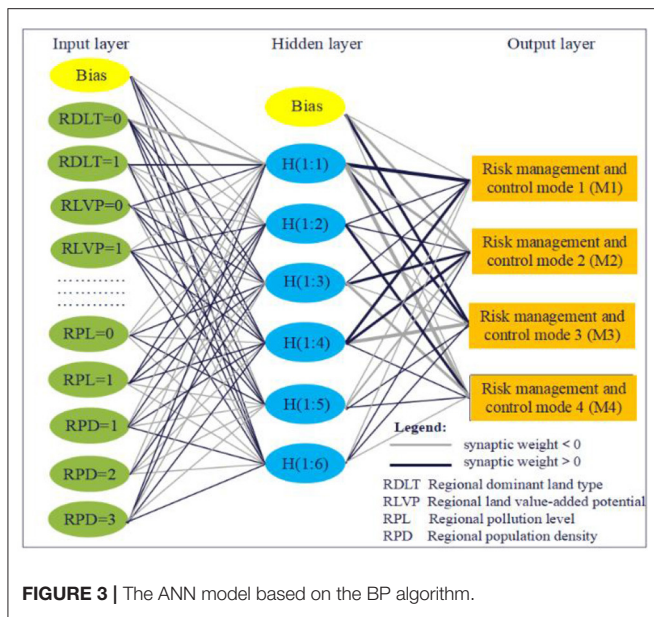 Input layer
Hidden layer
Output layer
Bias
RDLT=0
RDLT=1
RLVP=0
RLVP=1
RPL=0
RPL=1
RPD=1
RPD=2
RPD=3
Bias
H(1:1)
H(1:2)
H(1:3)
H(1:4)
H(1:5)
H(1:6)
Risk management and
control mode 1 (M1)
Risk management and
control mode 2 (M2)
Risk management and
control mode 3 (M3)
Risk management and
control mode 4 (M4)
Legend:
synaptic weight < 0
synaptic weight > 0
RDLT Regional dominant land type
RLVP Regional land value-added potential
RPL Regional pollution level
RPD Regional population density
FIGURE 3 | The ANN model based on the BP algorithm.